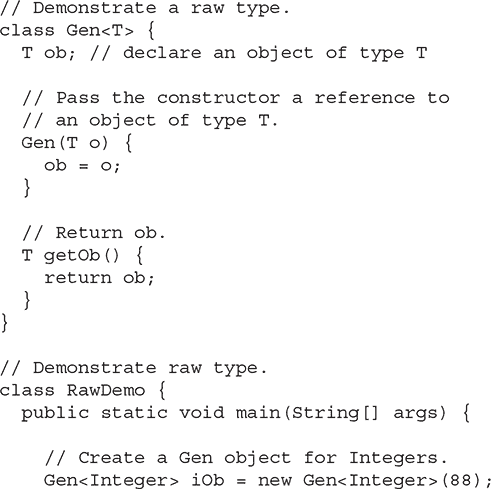 // Demonstrate a raw type.
class Gen<T> {
  T ob; // declare an object of type T

  // Pass the constructor a reference to
  // an object of type T.
  Gen(T o) {
    ob = o;
  }

  // Return ob.
  T getOb() {
    return ob;
  }
}

// Demonstrate raw type.
class RawDemo {
  public static void main(String[] args) {

    // Create a Gen object for Integers.
    Gen<Integer> iOb = new Gen<Integer>(88);